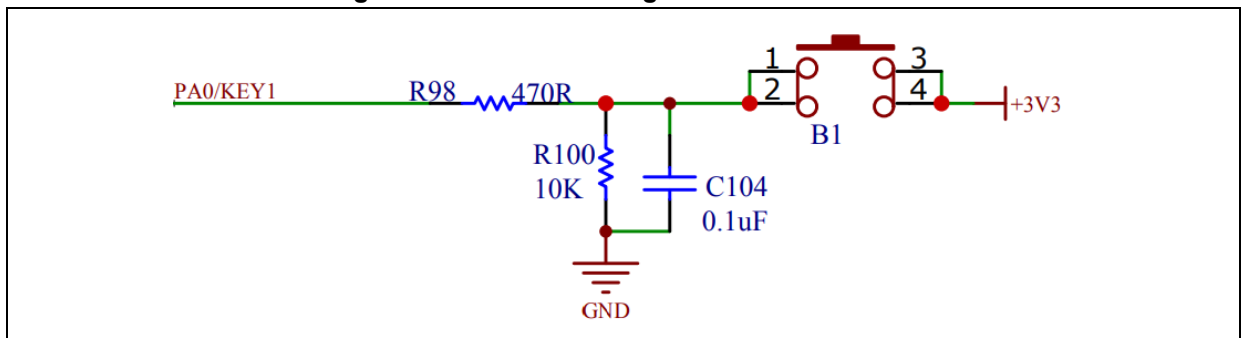 PA0/KEY1
R98
470R
1
2
3
4
+3V3
B1
R100
10K
C104
0.1uF
GND